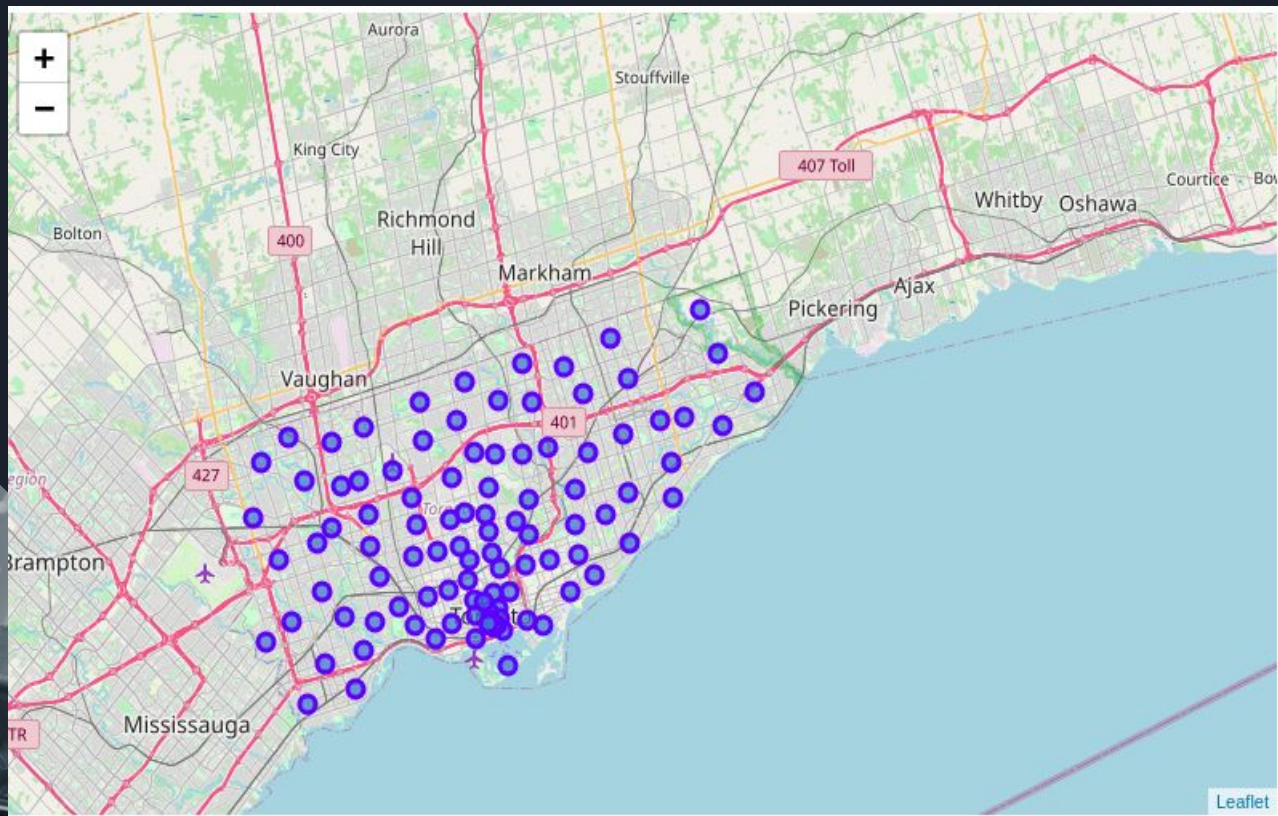 +
−
Aurora
Stouffville
King City
407 Toll
Richmond
Hill
Whitby
Oshawa
Courtice
Bolton
400
Markham
Ajax
Pickering
Vaughan
401
427
egion
Brampton
Mississauga
TR
Leaflet